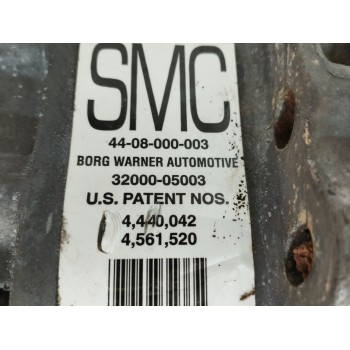 SMC
44-08-000-003
BORG WARNER AUTOMOTIVE
32000-05003
U.S. PATENT NOS.
4,440,042
4,561,520